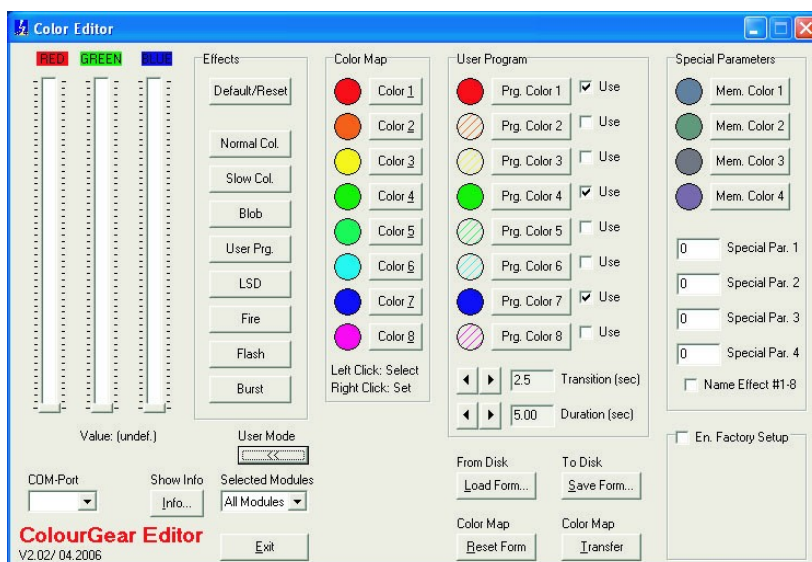 Color Editor
RED GREEN BLUE
Value: (undef.)
Effects
Default/Reset
Normal Col.
Slow Col.
Blob
User Prg.
LSD
Fire
Flash
Burst
Color Map
Color 1
Color 2
Color 3
Color 4
Color 5
Color 6
Color 7
Color 8
Left Click: Select
Right Click: Set
User Program
Prg. Color 1 Use
Prg. Color 2 Use
Prg. Color 3 Use
Prg. Color 4 Use
Prg. Color 5 Use
Prg. Color 6 Use
Prg. Color 7 Use
Prg. Color 8 Use
2.5 Transition (sec)
5.00 Duration (sec)
Special Parameters
Mem. Color 1
Mem. Color 2
Mem. Color 3
Mem. Color 4
0 Special Par. 1
0 Special Par. 2
0 Special Par. 3
0 Special Par. 4
Name Effect #1-8
En. Factory Setup
User Mode
<<
COM-Port
Show Info
Info...
Selected Modules
All Modules
From Disk
Load Form...
To Disk
Save Form...
Color Map
Reset Form
Color Map
Transfer
ColourGear Editor
V2.02/ 04.2006
Exit